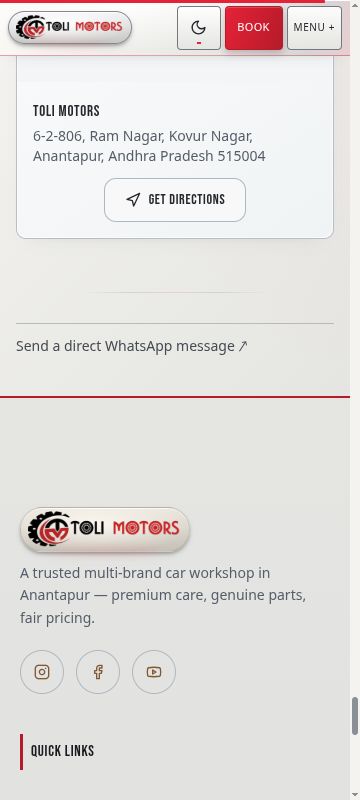 TOLI MOTORS
BOOK
MENU +
TOLI MOTORS
6-2-806, Ram Nagar, Kovur Nagar,
Anantapur, Andhra Pradesh 515004
GET DIRECTIONS
Send a direct WhatsApp message ↗
TOLI MOTORS
A trusted multi-brand car workshop in
Anantapur — premium care, genuine parts,
fair pricing.
QUICK LINKS